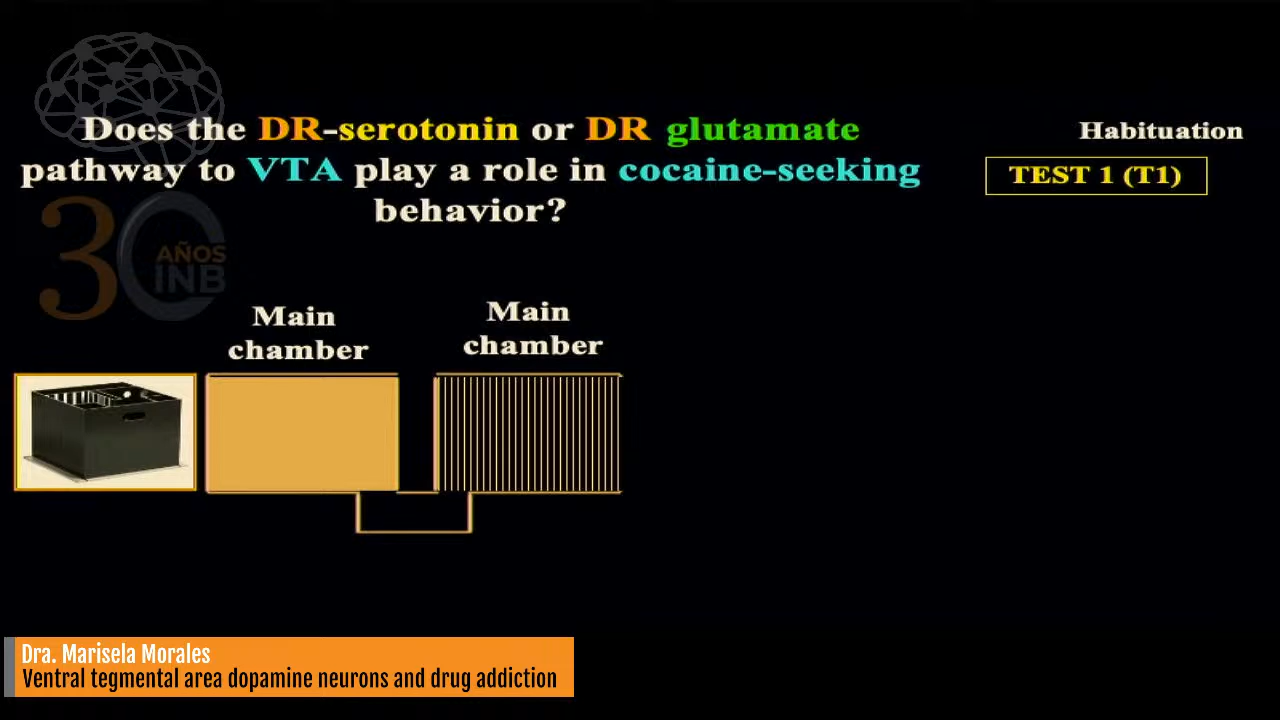 Does the DR-serotonin or DR glutamate
pathway to VTA play a role in cocaine-seeking
behavior?
Habituation
TEST 1 (T1)
30
AÑOS
INB
Main
chamber
Main
chamber
Dra. Marisela Morales
Ventral tegmental area dopamine neurons and drug addiction